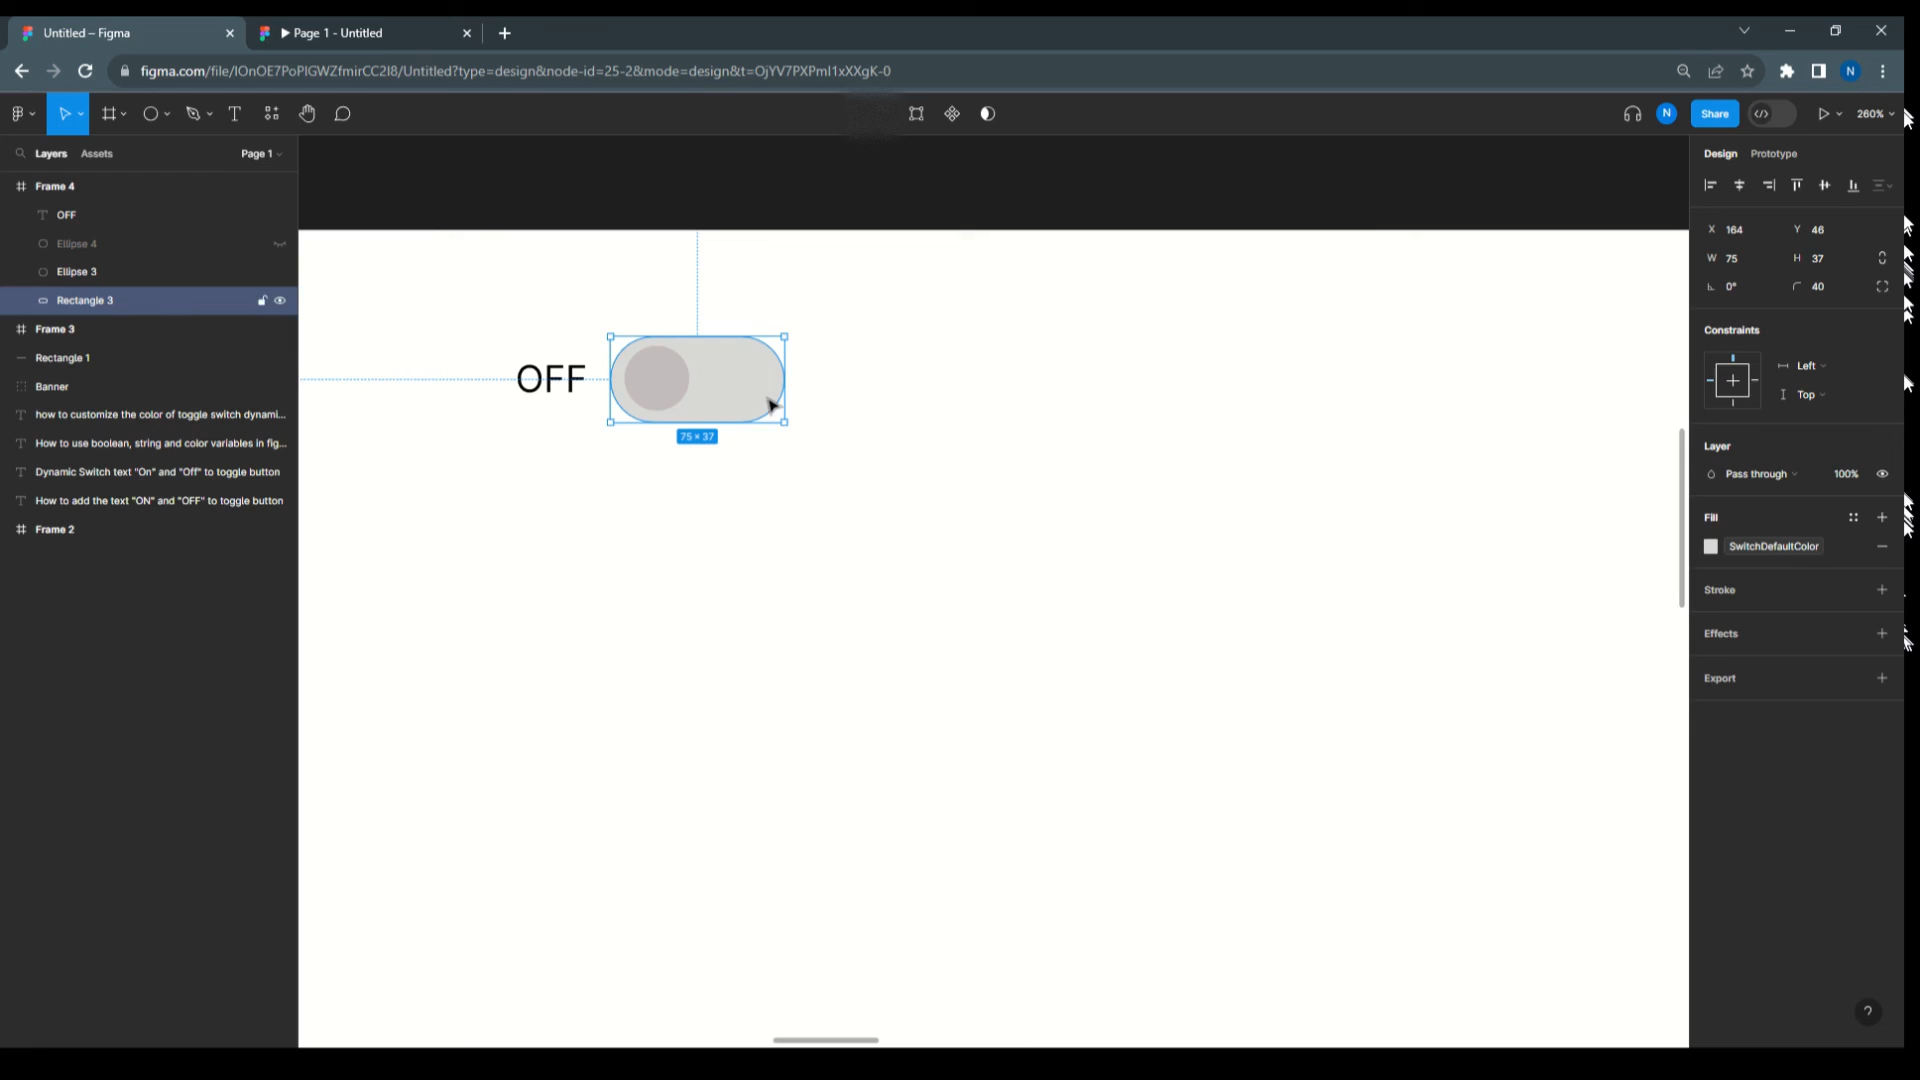 Untitled – Figma
Page 1 - Untitled
figma.com/file/lOnOE7PoPlGWZfmirCC2l8/Untitled?type=design&node-id=25-2&mode=design&t=OjYV7PXPmI1xXXgK-0
N
N
Share
260%
Layers
Assets
Page 1
Design
Prototype
Frame 4
OFF
Ellipse 4
Ellipse 3
Rectangle 3
Frame 3
Rectangle 1
Banner
how to customize the color of toggle switch dynami...
How to use boolean, string and color variables in fig...
Dynamic Switch text "On" and "Off" to toggle button
How to add the text "ON" and "OFF" to toggle button
Frame 2
OFF
75 × 37
X 164
Y 46
W 75
H 37
0°
40
Constraints
Left
Top
Layer
Pass through
100%
Fill
SwitchDefaultColor
Stroke
Effects
Export
?